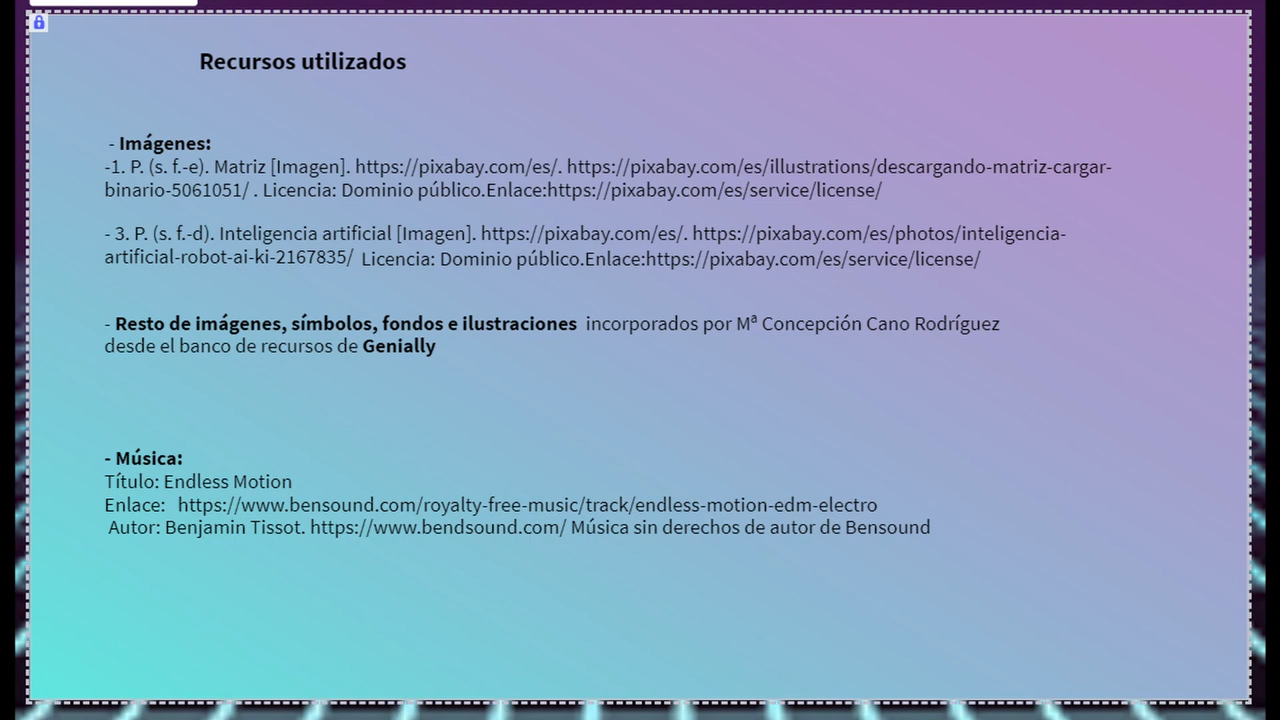 Recursos utilizados
- Imágenes:
-1. P. (s. f.-e). Matriz [Imagen]. https://pixabay.com/es/. https://pixabay.com/es/illustrations/descargando-matriz-cargar-
binario-5061051/ . Licencia: Dominio público.Enlace:https://pixabay.com/es/service/license/
- 3. P. (s. f.-d). Inteligencia artificial [Imagen]. https://pixabay.com/es/. https://pixabay.com/es/photos/inteligencia-
artificial-robot-ai-ki-2167835/ Licencia: Dominio público.Enlace:https://pixabay.com/es/service/license/
- Resto de imágenes, símbolos, fondos e ilustraciones incorporados por Mª Concepción Cano Rodríguez
desde el banco de recursos de Genially
- Música:
Título: Endless Motion
Enlace: https://www.bensound.com/royalty-free-music/track/endless-motion-edm-electro
Autor: Benjamin Tissot. https://www.bendsound.com/ Música sin derechos de autor de Bensound